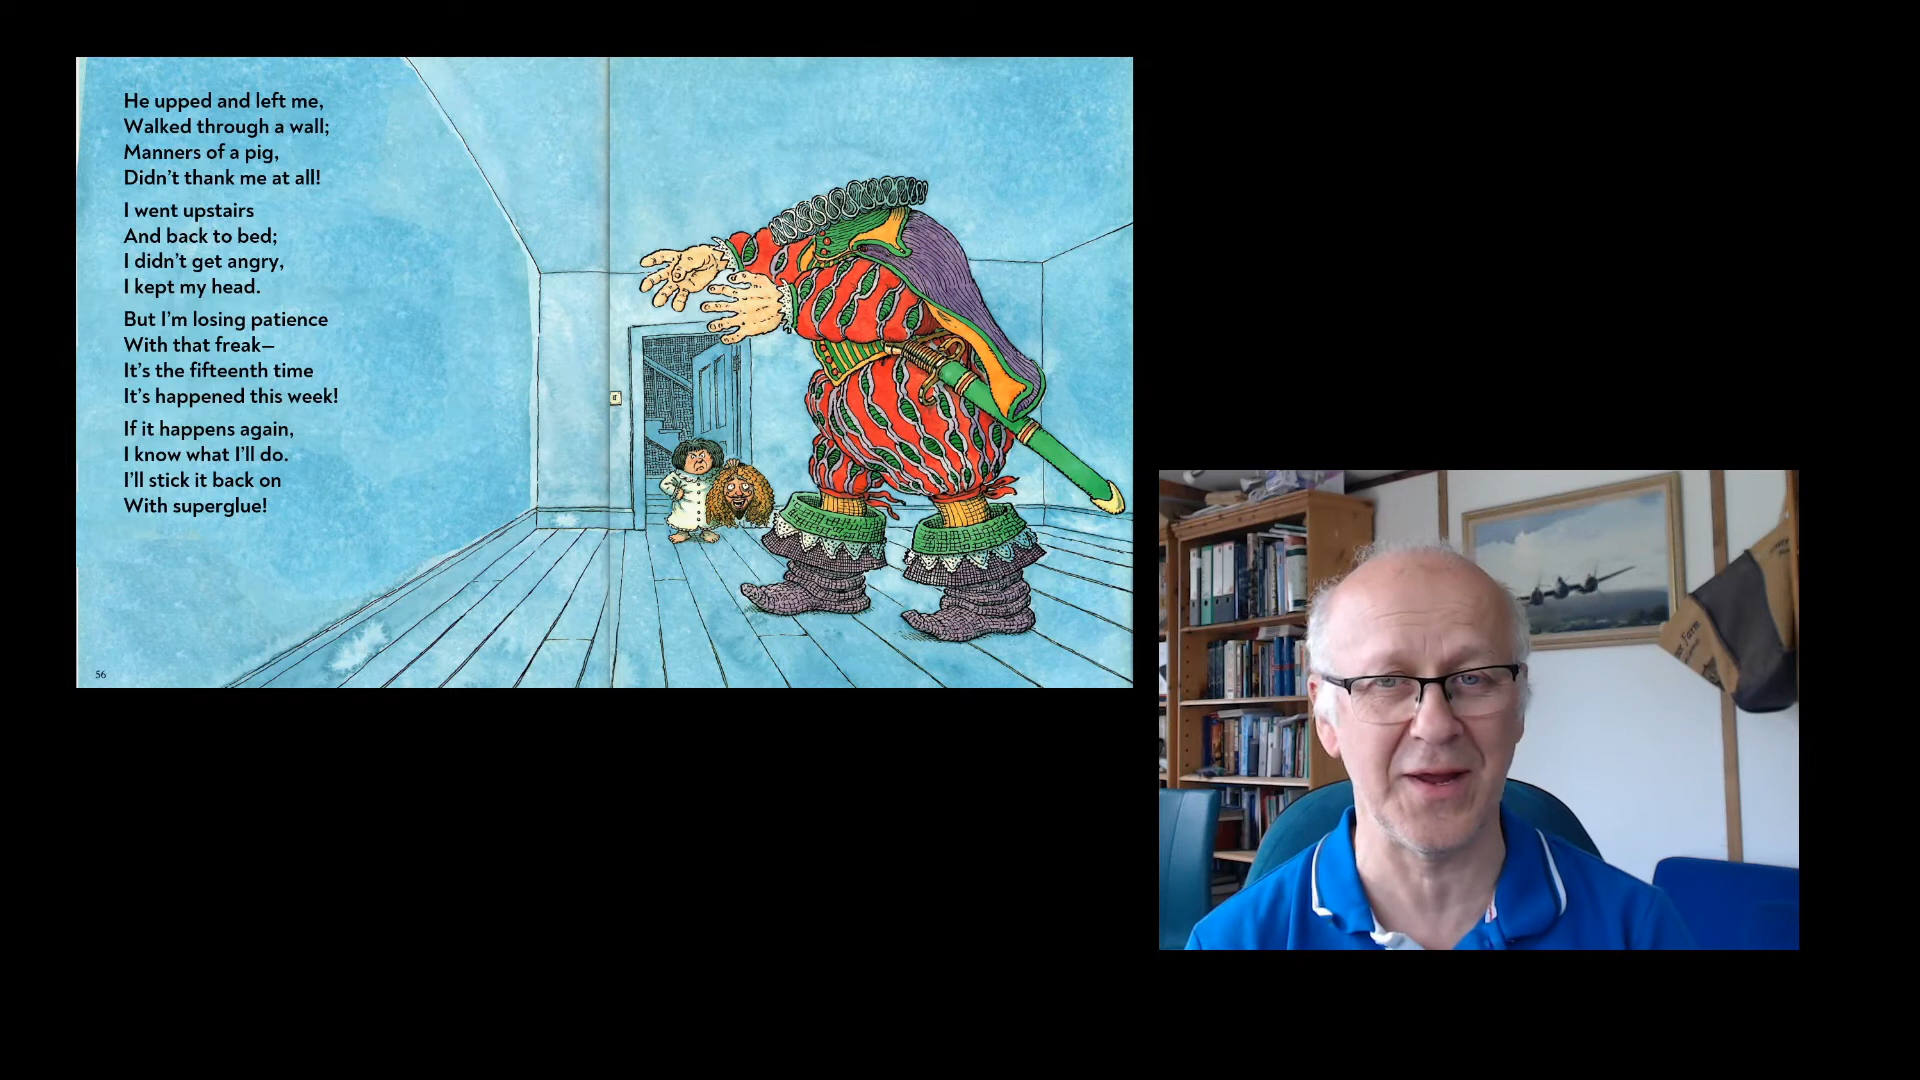 He upped and left me,
Walked through a wall;
Manners of a pig,
Didn't thank me at all!
I went upstairs
And back to bed;
I didn't get angry,
I kept my head.
But I'm losing patience
With that freak—
It's the fifteenth time
It's happened this week!
If it happens again,
I know what I'll do.
I'll stick it back on
With superglue!
56
Farm